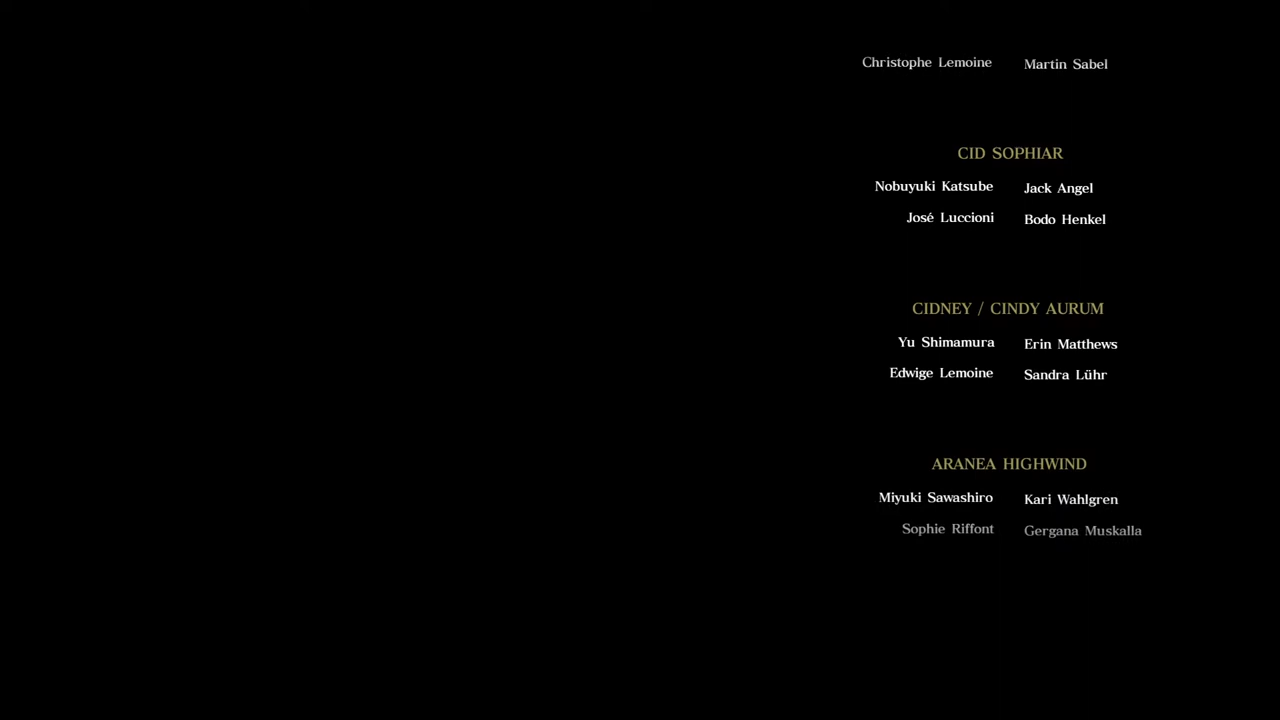 Christophe Lemoine Martin Sabel
CID SOPHIAR
Nobuyuki Katsube Jack Angel
José Luccioni Bodo Henkel
CIDNEY / CINDY AURUM
Yu Shimamura Erin Matthews
Edwige Lemoine Sandra Lühr
ARANEA HIGHWIND
Miyuki Sawashiro Kari Wahlgren
Sophie Riffont Gergana Muskalla